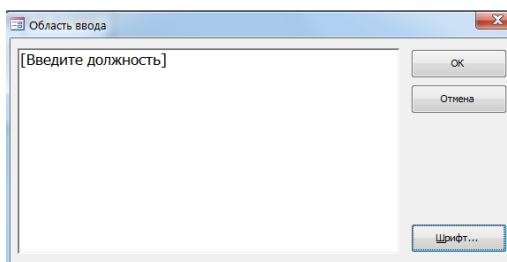 Область ввода
[Введите должность]
ОК
Отмена
Шрифт...